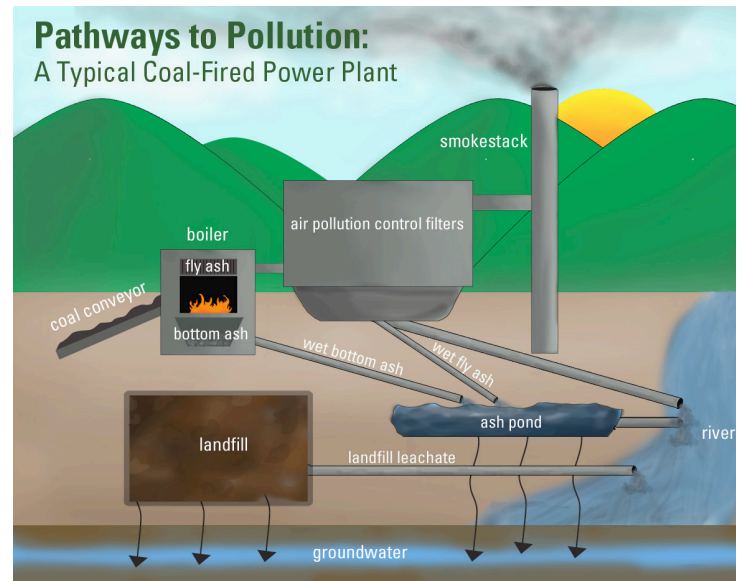 Pathways to Pollution:
A Typical Coal-Fired Power Plant
smokestack
air pollution control filters
boiler
fly ash
coal conveyor
bottom ash
wet bottom ash
wet fly ash
ash pond
river
landfill
landfill leachate
groundwater